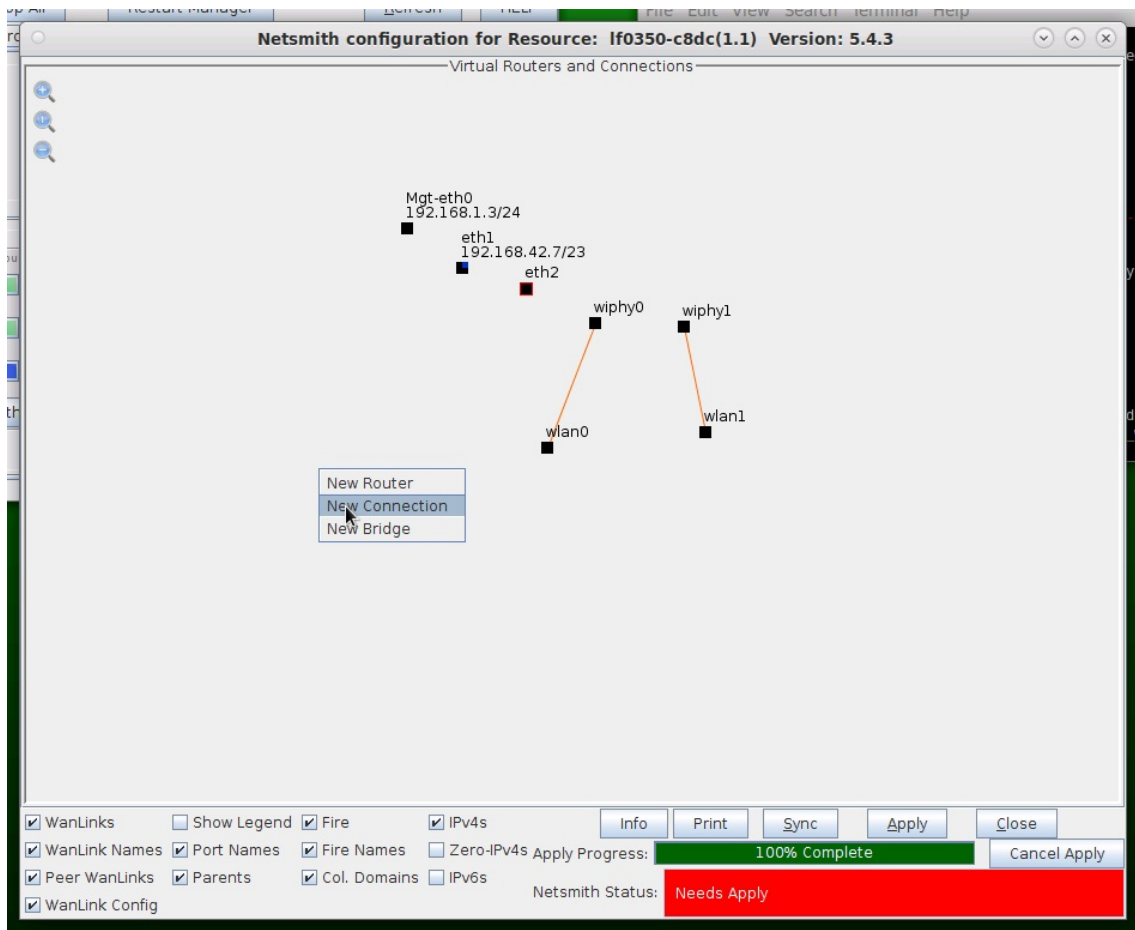 Restart Manager Refresh HELP File Edit View Search Terminal Help
Netsmith configuration for Resource: lf0350-c8dc(1.1) Version: 5.4.3
Virtual Routers and Connections
Mgt-eth0
192.168.1.3/24
eth1
192.168.42.7/23
eth2
wiphy0
wiphy1
wlan1
wlan0
New Router
New Connection
New Bridge
WanLinks Show Legend Fire IPv4s Info Print Sync Apply Close
WanLink Names Port Names Fire Names Zero-IPv4s Apply Progress: 100% Complete Cancel Apply
Peer WanLinks Parents Col. Domains IPv6s
Netsmith Status: Needs Apply
WanLink Config